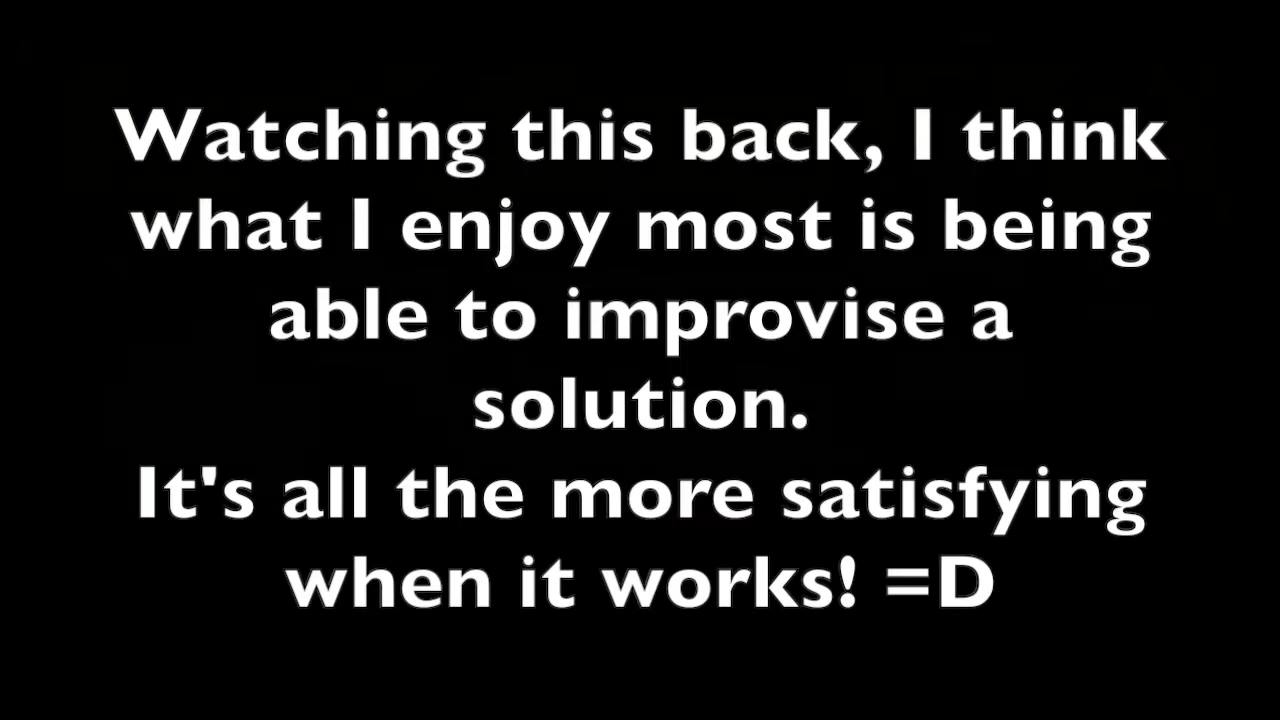 Watching this back, I think
what I enjoy most is being
able to improvise a
solution.
It's all the more satisfying
when it works! =D